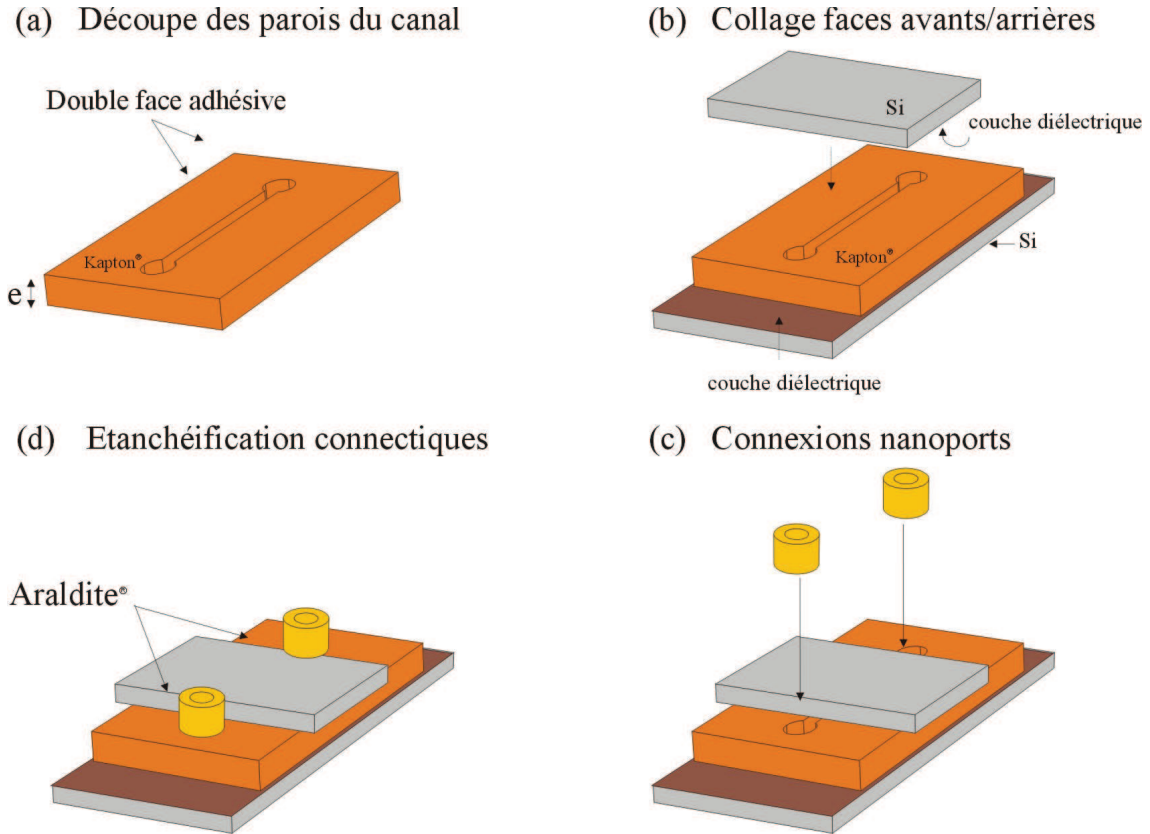 (a) Découpe des parois du canal
Double face adhésive
Kapton®
e
(b) Collage faces avants/arrières
Si
couche diélectrique
Si
Kapton®
couche diélectrique
(d) Etanchéification connectiques
Araldite®
(c) Connexions nanoports